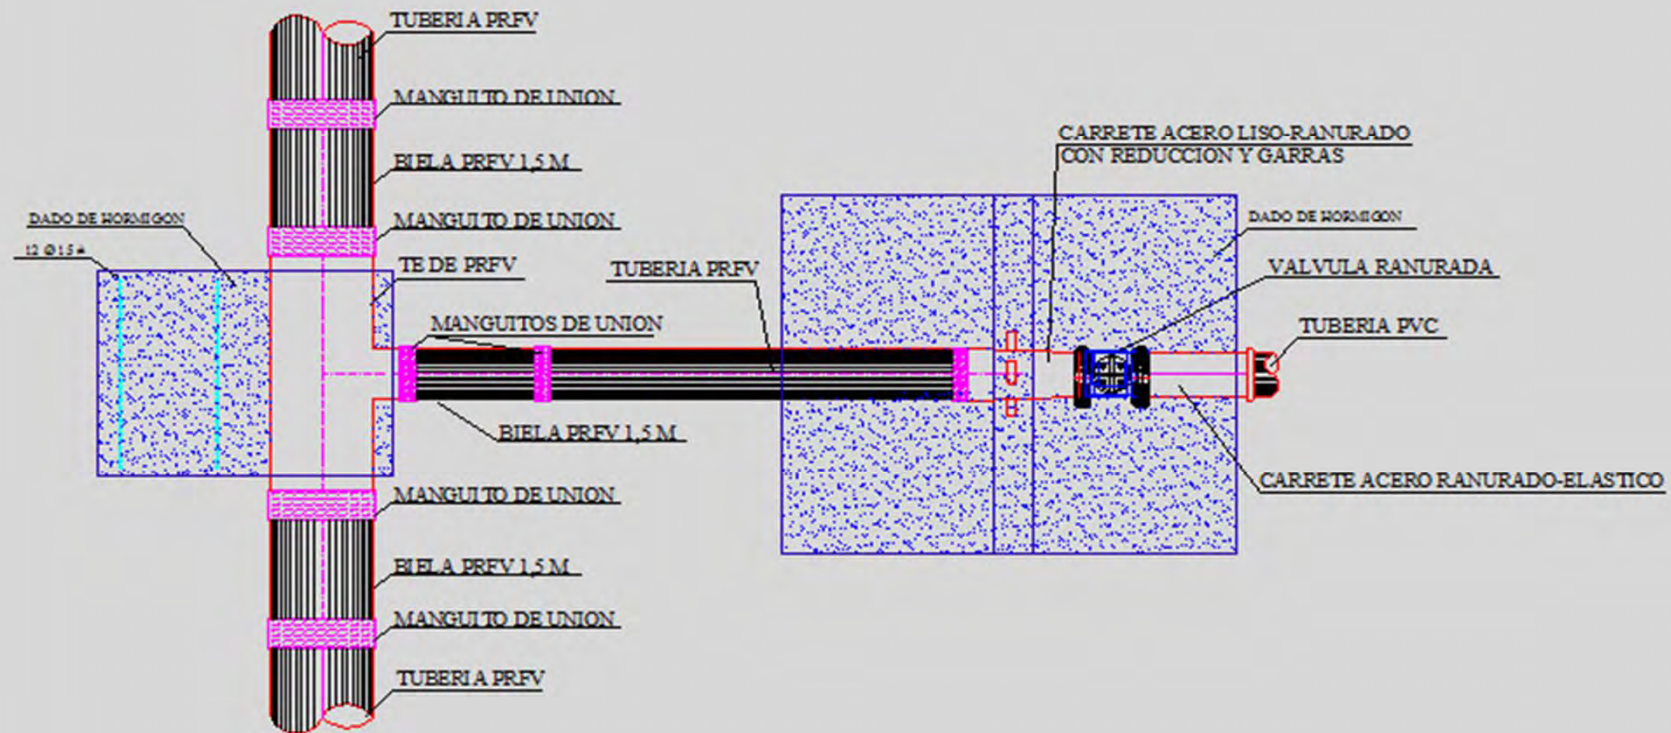 TUBERIA PRFV
MANGUITO DE UNION
CARRETE ACERO LISO-RANURADO
CON REDUCCION Y GARRAS
BIELA PRFV 1,5 M
DADO DE HORMIGON
MANGUITO DE UNION
DADO DE HORMIGON
TE DE PRFV
TUBERIA PRFV
VALVULA RANURADA
MANGUITOS DE UNION
TUBERIA PVC
BIELA PRFV 1,5 M
CARRETE ACERO RANURADO-ELASTICO
MANGUITO DE UNION
BIELA PRFV 1,5 M
MANGUITO DE UNION
TUBERIA PRFV